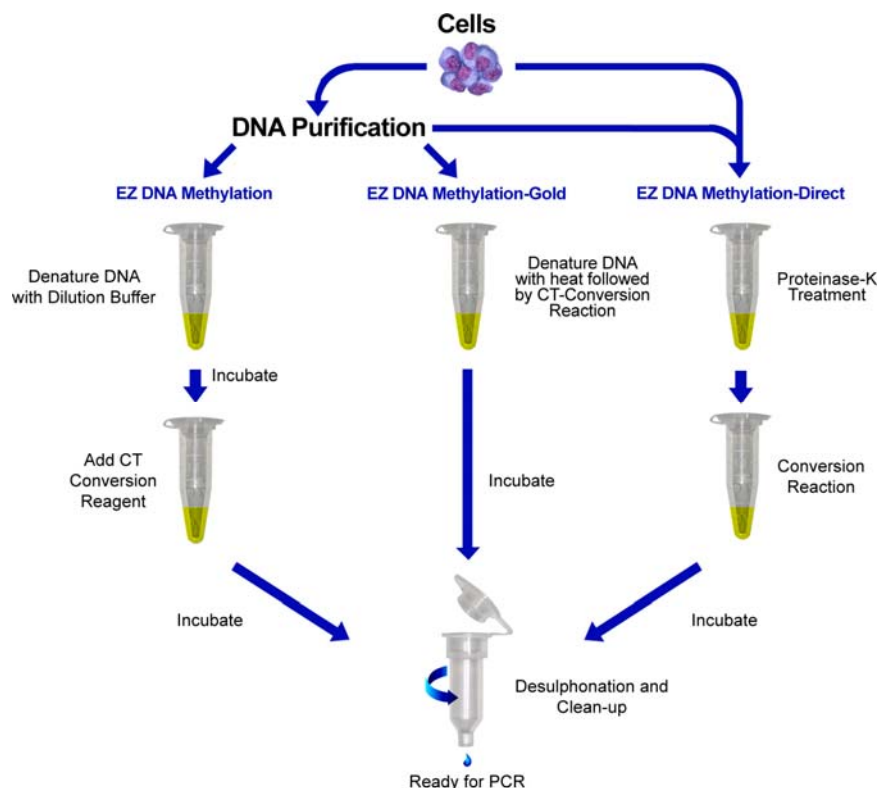 Cells
DNA Purification
EZ DNA Methylation
EZ DNA Methylation-Gold
EZ DNA Methylation-Direct
Denature DNA
with Dilution Buffer
Denature DNA
with heat followed
by CT-Conversion
Reaction
Proteinase-K
Treatment
Incubate
Add CT
Conversion
Reagent
Incubate
Conversion
Reaction
Incubate
Incubate
Desulphonation and
Clean-up
Ready for PCR